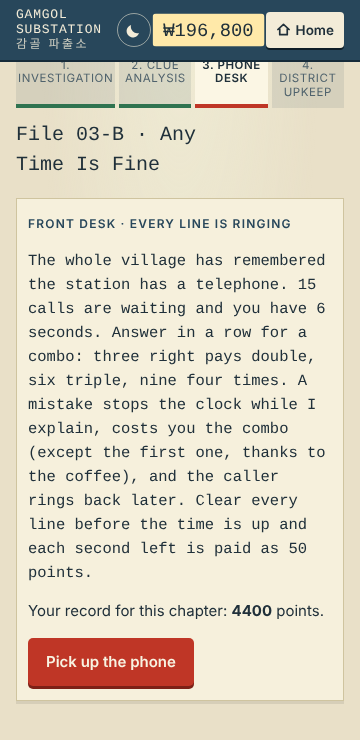 GAMGOL
SUBSTATION
감골 파출소
₩196,800
Home
1.
INVESTIGATION
2. CLUE
ANALYSIS
3. PHONE
DESK
4.
DISTRICT
UPKEEP
File 03-B · Any
Time Is Fine
FRONT DESK · EVERY LINE IS RINGING
The whole village has remembered
the station has a telephone. 15
calls are waiting and you have 6
seconds. Answer in a row for a
combo: three right pays double,
six triple, nine four times. A
mistake stops the clock while I
explain, costs you the combo
(except the first one, thanks to
the coffee), and the caller
rings back later. Clear every
line before the time is up and
each second left is paid as 50
points.
Your record for this chapter: 4400 points.
Pick up the phone